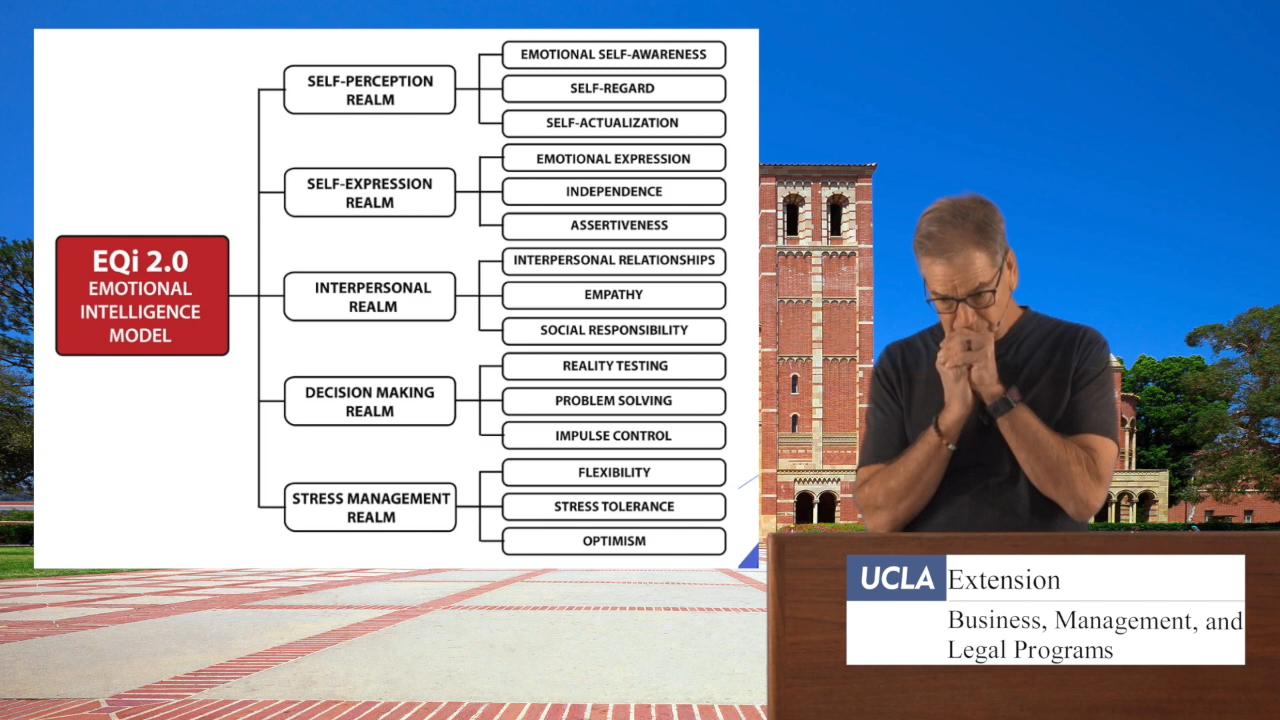 EQi 2.0
EMOTIONAL
INTELLIGENCE
MODEL
SELF-PERCEPTION
REALM
EMOTIONAL SELF-AWARENESS
SELF-REGARD
SELF-ACTUALIZATION
SELF-EXPRESSION
REALM
EMOTIONAL EXPRESSION
INDEPENDENCE
ASSERTIVENESS
INTERPERSONAL
REALM
INTERPERSONAL RELATIONSHIPS
EMPATHY
SOCIAL RESPONSIBILITY
DECISION MAKING
REALM
REALITY TESTING
PROBLEM SOLVING
IMPULSE CONTROL
STRESS MANAGEMENT
REALM
FLEXIBILITY
STRESS TOLERANCE
OPTIMISM
UCLA Extension
Business, Management, and
Legal Programs